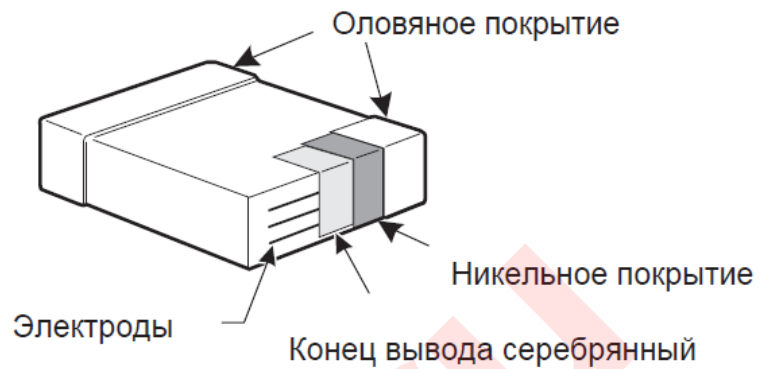 Оловяное покрытие
Никельное покрытие
Электроды
Конец вывода серебрянный